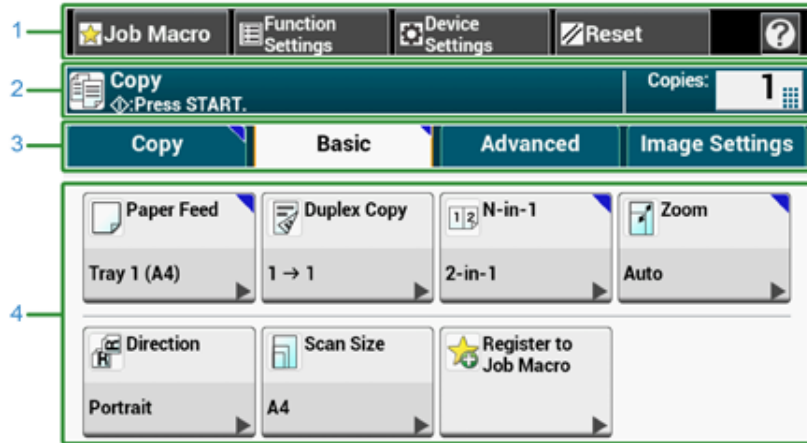 1
Job Macro
Function
Settings
Device
Settings
Reset
?
2
Copy
:Press START.
Copies:
1
3
Copy
Basic
Advanced
Image Settings
4
Paper Feed
Tray 1 (A4)
Duplex Copy
1 → 1
1 2
N-in-1
2-in-1
Zoom
Auto
R
R
Direction
Portrait
Scan Size
A4
Register to
Job Macro